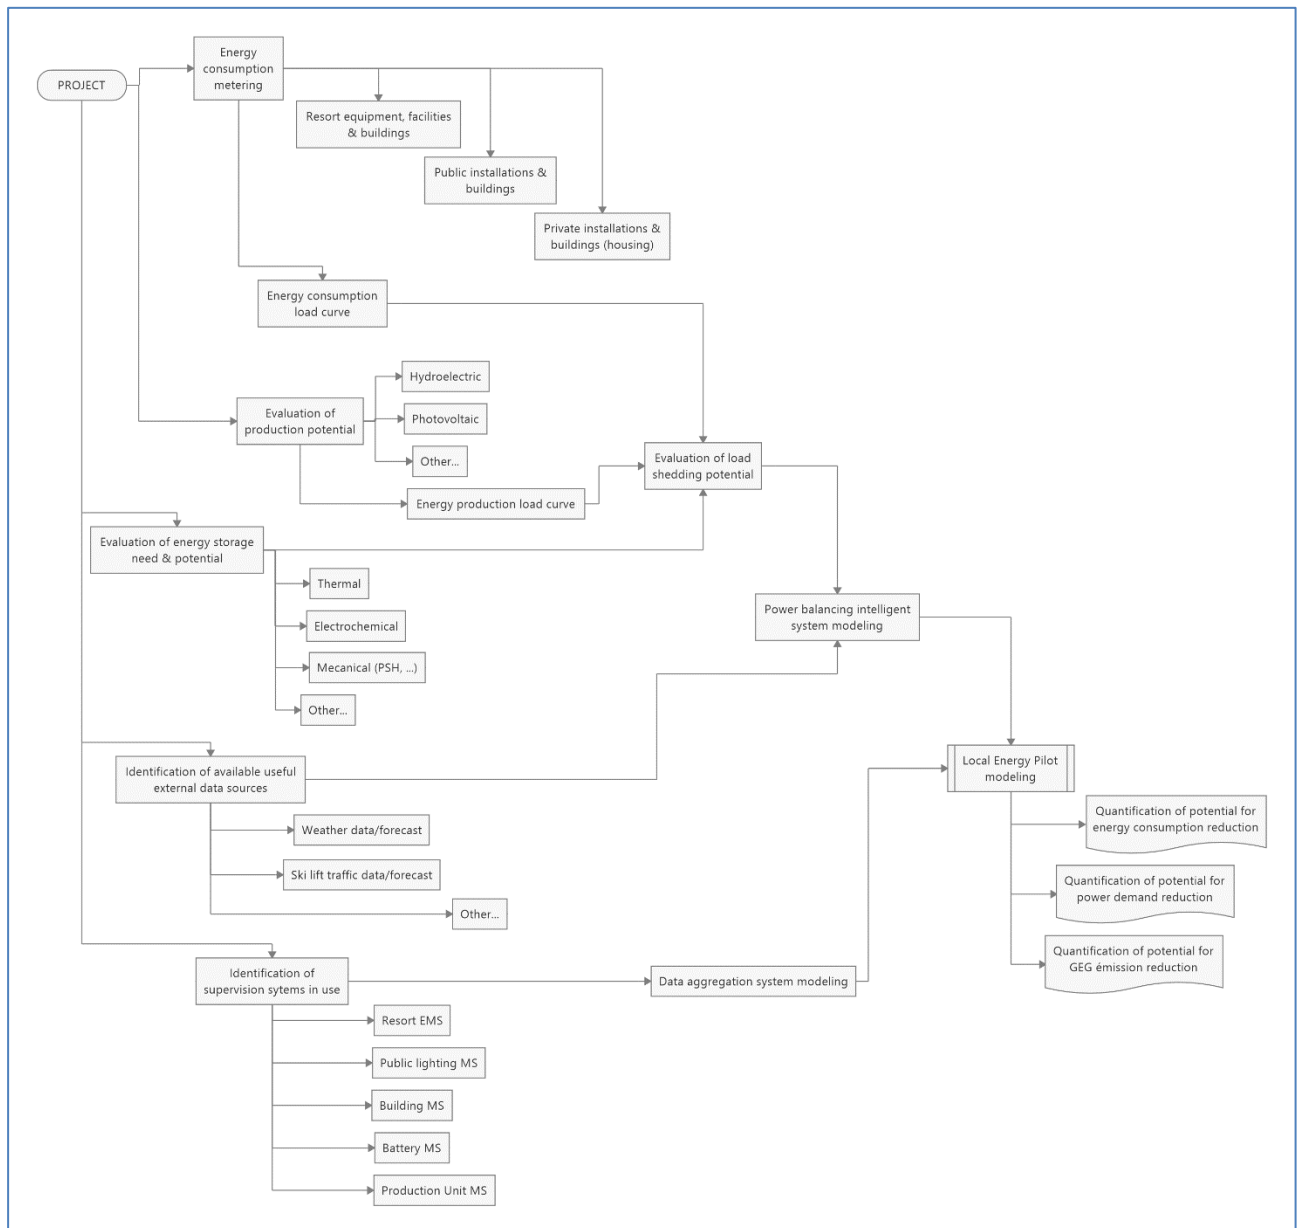 PROJECT
Energy
consumption
metering
Resort equipment, facilities
& buildings
Public installations &
buildings
Private installations &
buildings (housing)
Energy consumption
load curve
Hydroelectric
Evaluation of
production potential
Photovoltaic
Other...
Energy production load curve
Evaluation of load
shedding potential
Evaluation of energy storage
need & potential
Thermal
Electrochemical
Mecanical (PSH, ...)
Other...
Power balancing intelligent
system modeling
Identification of available useful
external data sources
Weather data/forecast
Ski lift traffic data/forecast
Other...
Local Energy Pilot
modeling
Quantification of potential for
energy consumption reduction
Quantification of potential for
power demand reduction
Quantification of potential for
GEG émission reduction
Identification of
supervision sytems in use
Data aggregation system modeling
Resort EMS
Public lighting MS
Building MS
Battery MS
Production Unit MS